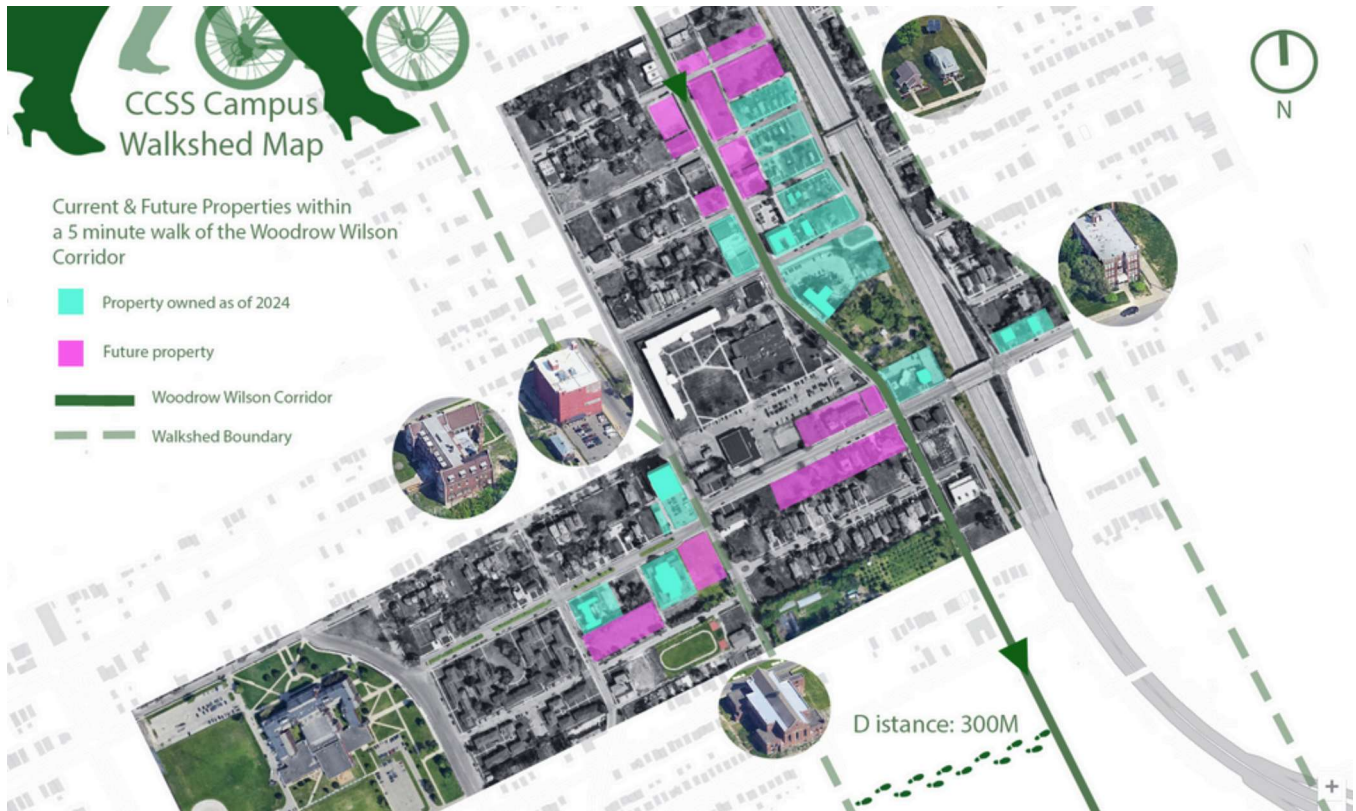 CCSS Campus
Walkshed Map
N
Current & Future Properties within
a 5 minute walk of the Woodrow Wilson
Corridor
Property owned as of 2024
Future property
Woodrow Wilson Corridor
Walkshed Boundary
D istance: 300M